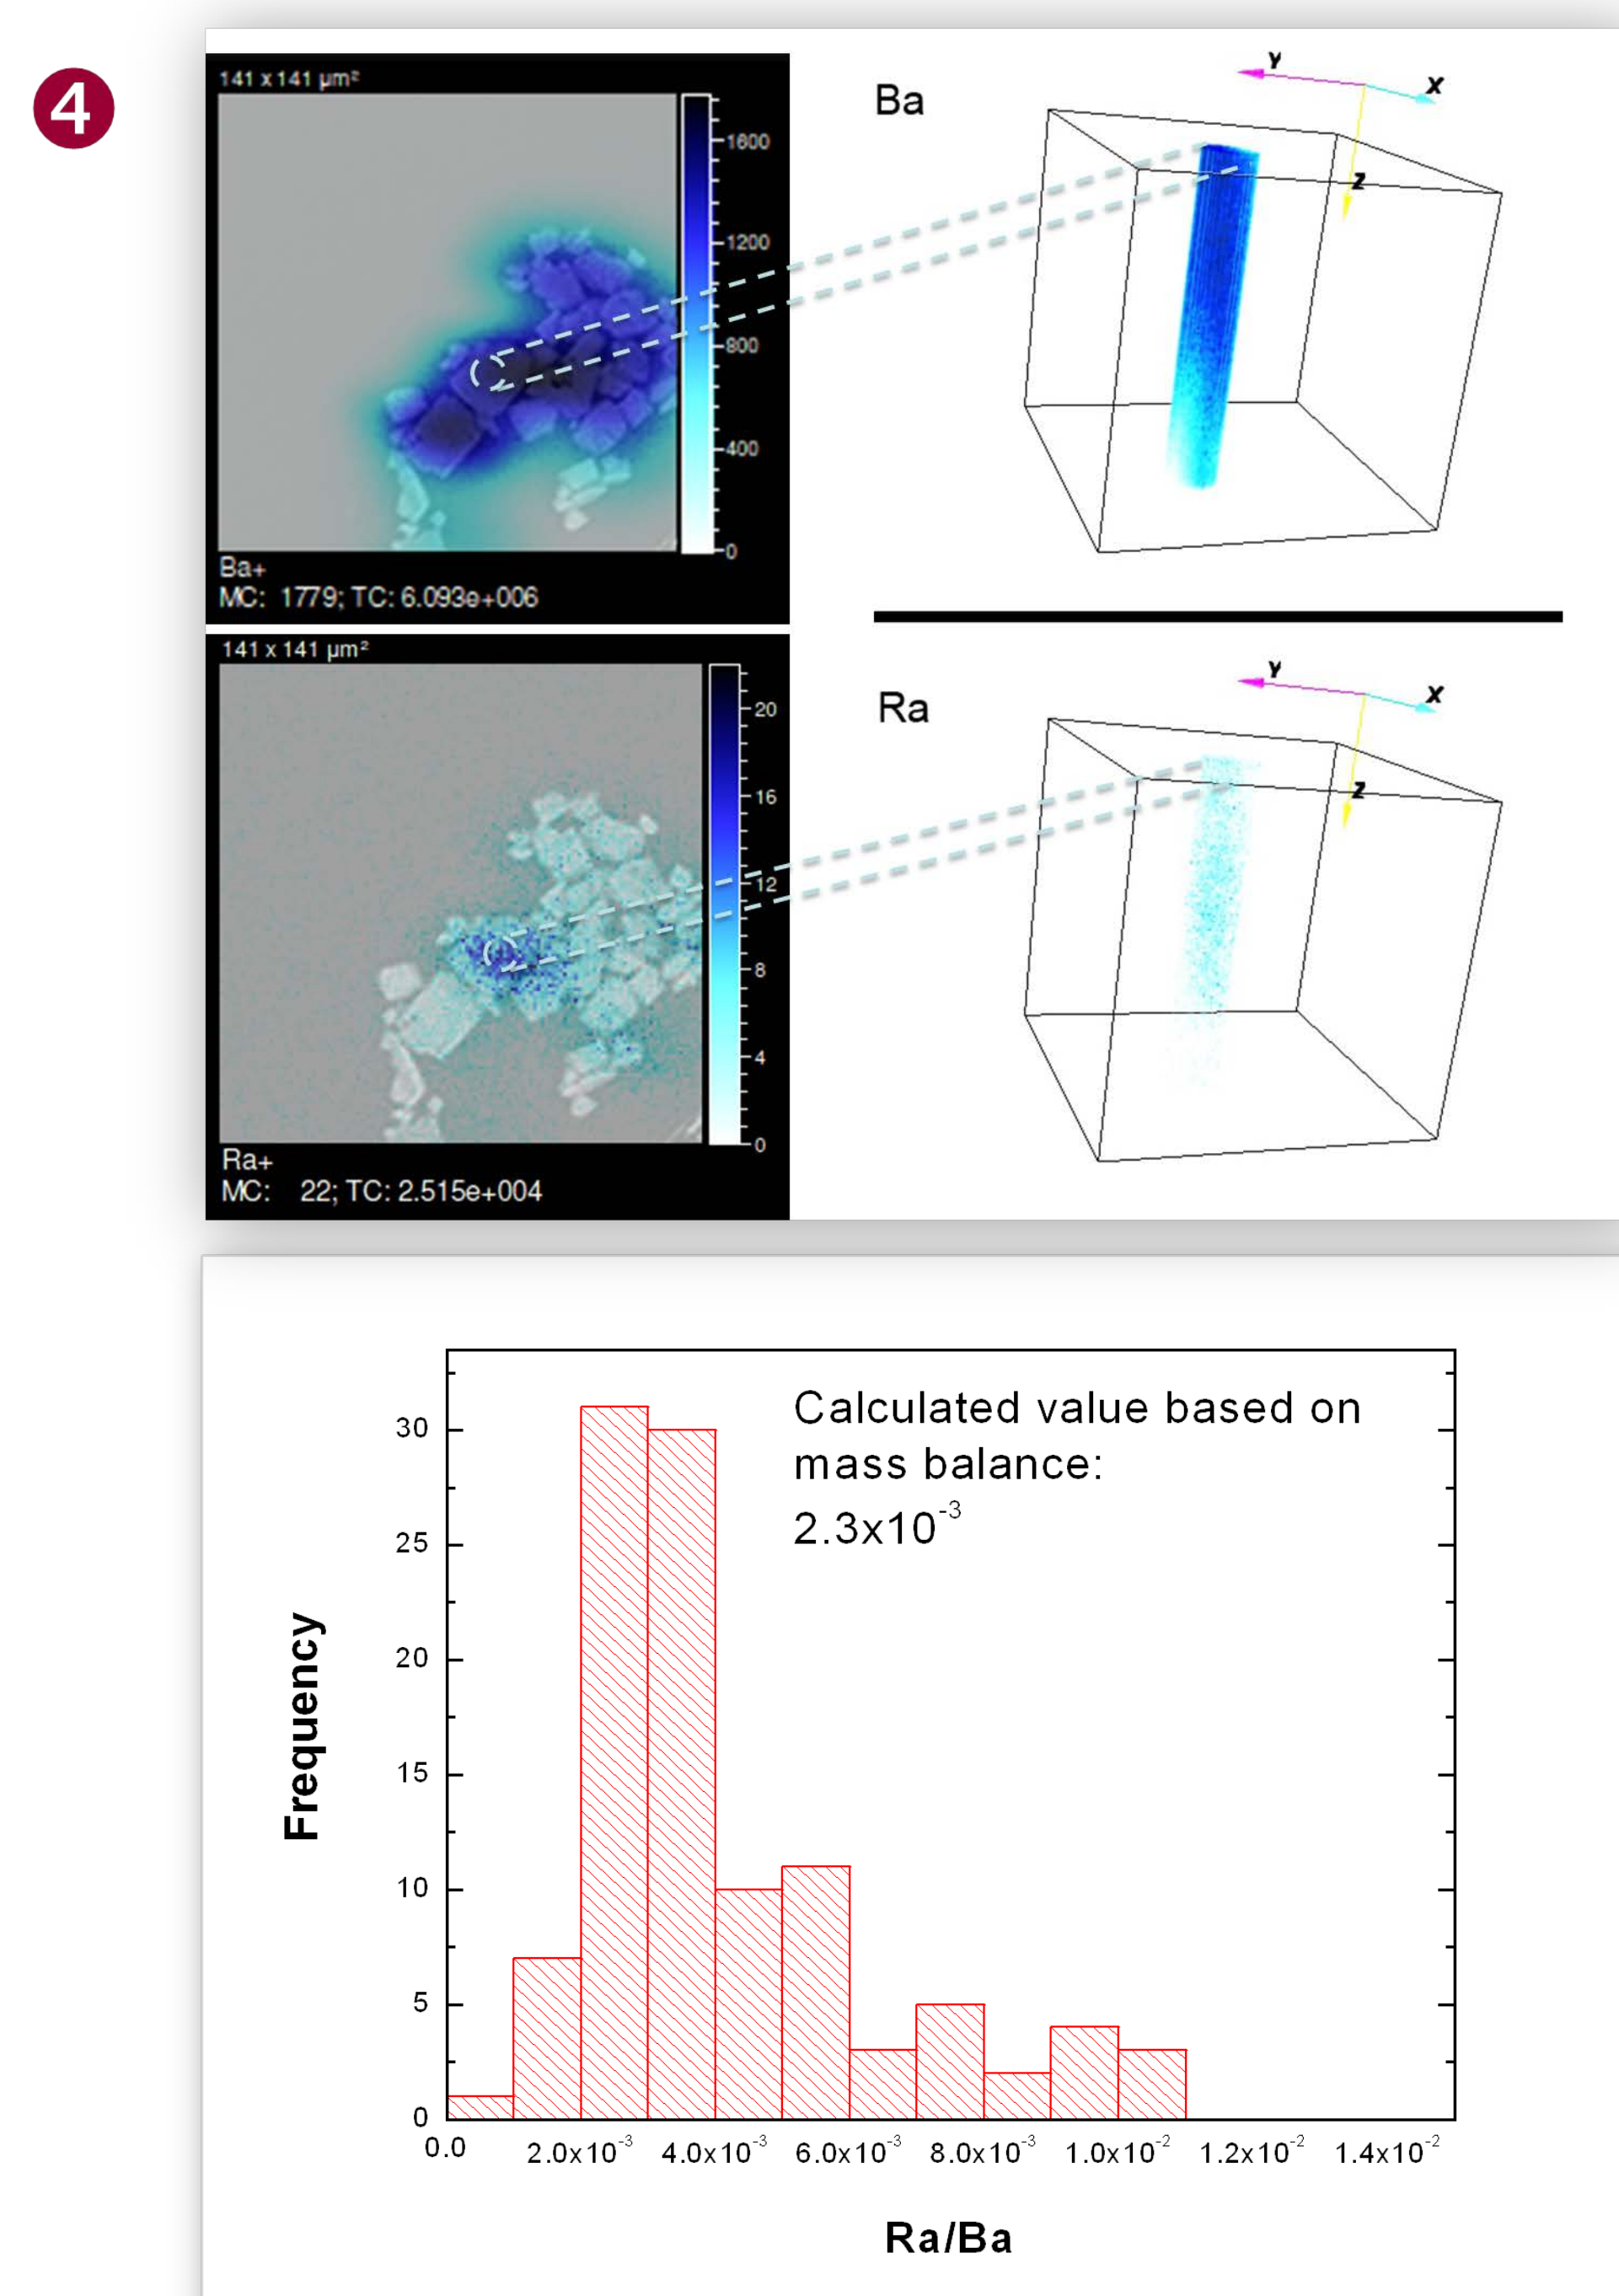 4
141 x 141 µm²
1600
1200
800
400
0
Ba+
MC: 1779; TC: 6.093e+006
Ba
Y
X
Z
141 x 141 µm²
20
16
12
8
4
0
Ra+
MC: 22; TC: 2.515e+004
Ra
Y
X
Z
Calculated value based on
mass balance:
2.3x10⁻³
Frequency
30
25
20
15
10
5
0
0.0 2.0x10⁻³ 4.0x10⁻³ 6.0x10⁻³ 8.0x10⁻³ 1.0x10⁻² 1.2x10⁻² 1.4x10⁻²
Ra/Ba